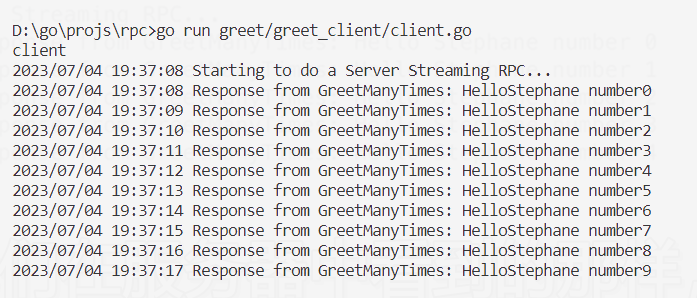 D:\go\projs\rpc>go run greet/greet_client/client.go
client
2023/07/04 19:37:08 Starting to do a Server Streaming RPC...
2023/07/04 19:37:08 Response from GreetManyTimes: HelloStephane number0
2023/07/04 19:37:09 Response from GreetManyTimes: HelloStephane number1
2023/07/04 19:37:10 Response from GreetManyTimes: HelloStephane number2
2023/07/04 19:37:11 Response from GreetManyTimes: HelloStephane number3
2023/07/04 19:37:12 Response from GreetManyTimes: HelloStephane number4
2023/07/04 19:37:13 Response from GreetManyTimes: HelloStephane number5
2023/07/04 19:37:14 Response from GreetManyTimes: HelloStephane number6
2023/07/04 19:37:15 Response from GreetManyTimes: HelloStephane number7
2023/07/04 19:37:16 Response from GreetManyTimes: HelloStephane number8
2023/07/04 19:37:17 Response from GreetManyTimes: HelloStephane number9